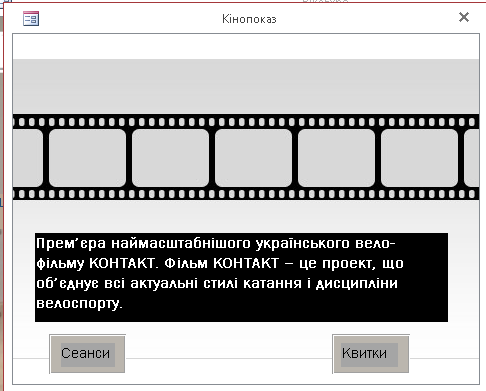 Кінопоказ
Прем’єра наймасштабнішого українського вело-
фільму КОНТАКТ. Фільм КОНТАКТ – це проект, що
об’єднує всі актуальні стилі катання і дисципліни
велоспорту.
Сеанси
Квитки